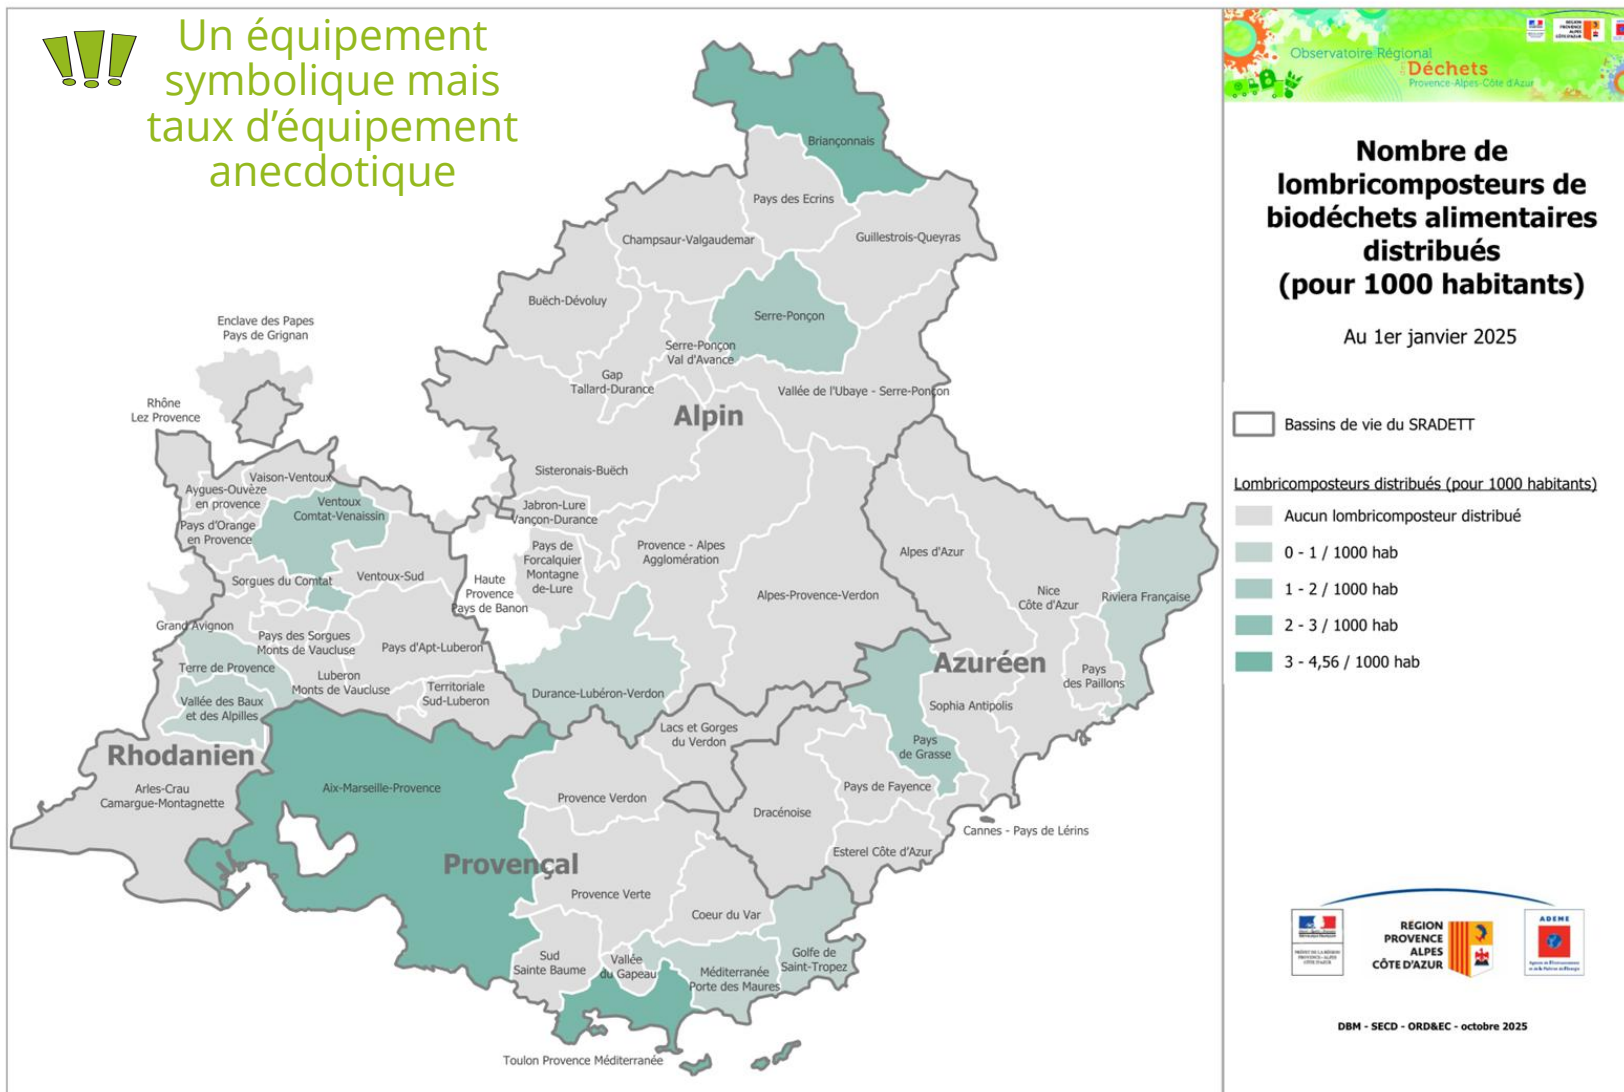 Un équipement
symbolique mais
taux d'équipement
anecdotique
Observatoire Régional
des Déchets
Provence-Alpes-Côte d'Azur
Nombre de
lombricomposteurs de
biodéchets alimentaires
distribués
(pour 1000 habitants)
Au 1er janvier 2025
Bassins de vie du SRADETT
Lombricomposteurs distribués (pour 1000 habitants)
Aucun lombricomposteur distribué
0 - 1 / 1000 hab
1 - 2 / 1000 hab
2 - 3 / 1000 hab
3 - 4,56 / 1000 hab
Briançonnais
Pays des Ecrins
Champsaur-Valgaudemar
Guillestrois-Queyras
Buëch-Dévoluy
Serre-Ponçon
Enclave des Papes
Pays de Grignan
Serre-Ponçon
Val d'Avance
Gap
Tallard-Durance
Vallée de l'Ubaye - Serre-Ponçon
Rhône
Lez Provence
Alpin
Sisteronais-Buëch
Vaison-Ventoux
Aygues-Ouvèze
en provence
Ventoux
Comtat-Venaissin
Jabron-Lure
Vançon-Durance
Pays d'Orange
en Provence
Pays de
Forcalquier
Montagne
de-Lure
Provence - Alpes
Agglomération
Alpes d'Azur
Sorgues du Comtat
Ventoux-Sud
Haute
Provence
Pays de Banon
Alpes-Provence-Verdon
Nice
Côte d'Azur
Riviera Française
Grand Avignon
Pays des Sorgues
Monts de Vaucluse
Pays d'Apt-Luberon
Terre de Provence
Luberon
Monts de Vaucluse
Territoriale
Sud-Luberon
Durance-Lubéron-Verdon
Azuréen
Pays
des Paillons
Vallée des Baux
et des Alpilles
Sophia Antipolis
Lacs et Gorges
du Verdon
Pays
de Grasse
Rhodanien
Arles-Crau
Camargue-Montagnette
Aix-Marseille-Provence
Provence Verdon
Pays de Fayence
Dracénoise
Cannes - Pays de Lérins
Esterel Côte d'Azur
Provençal
Provence Verte
Coeur du Var
Sud
Sainte Baume
Vallée
du Gapeau
Méditerranée
Porte des Maures
Golfe de
Saint-Tropez
Toulon Provence Méditerranée
RÉGION
PROVENCE
ALPES
CÔTE D'AZUR
ADEME
DBM - SECD - ORD&EC - octobre 2025